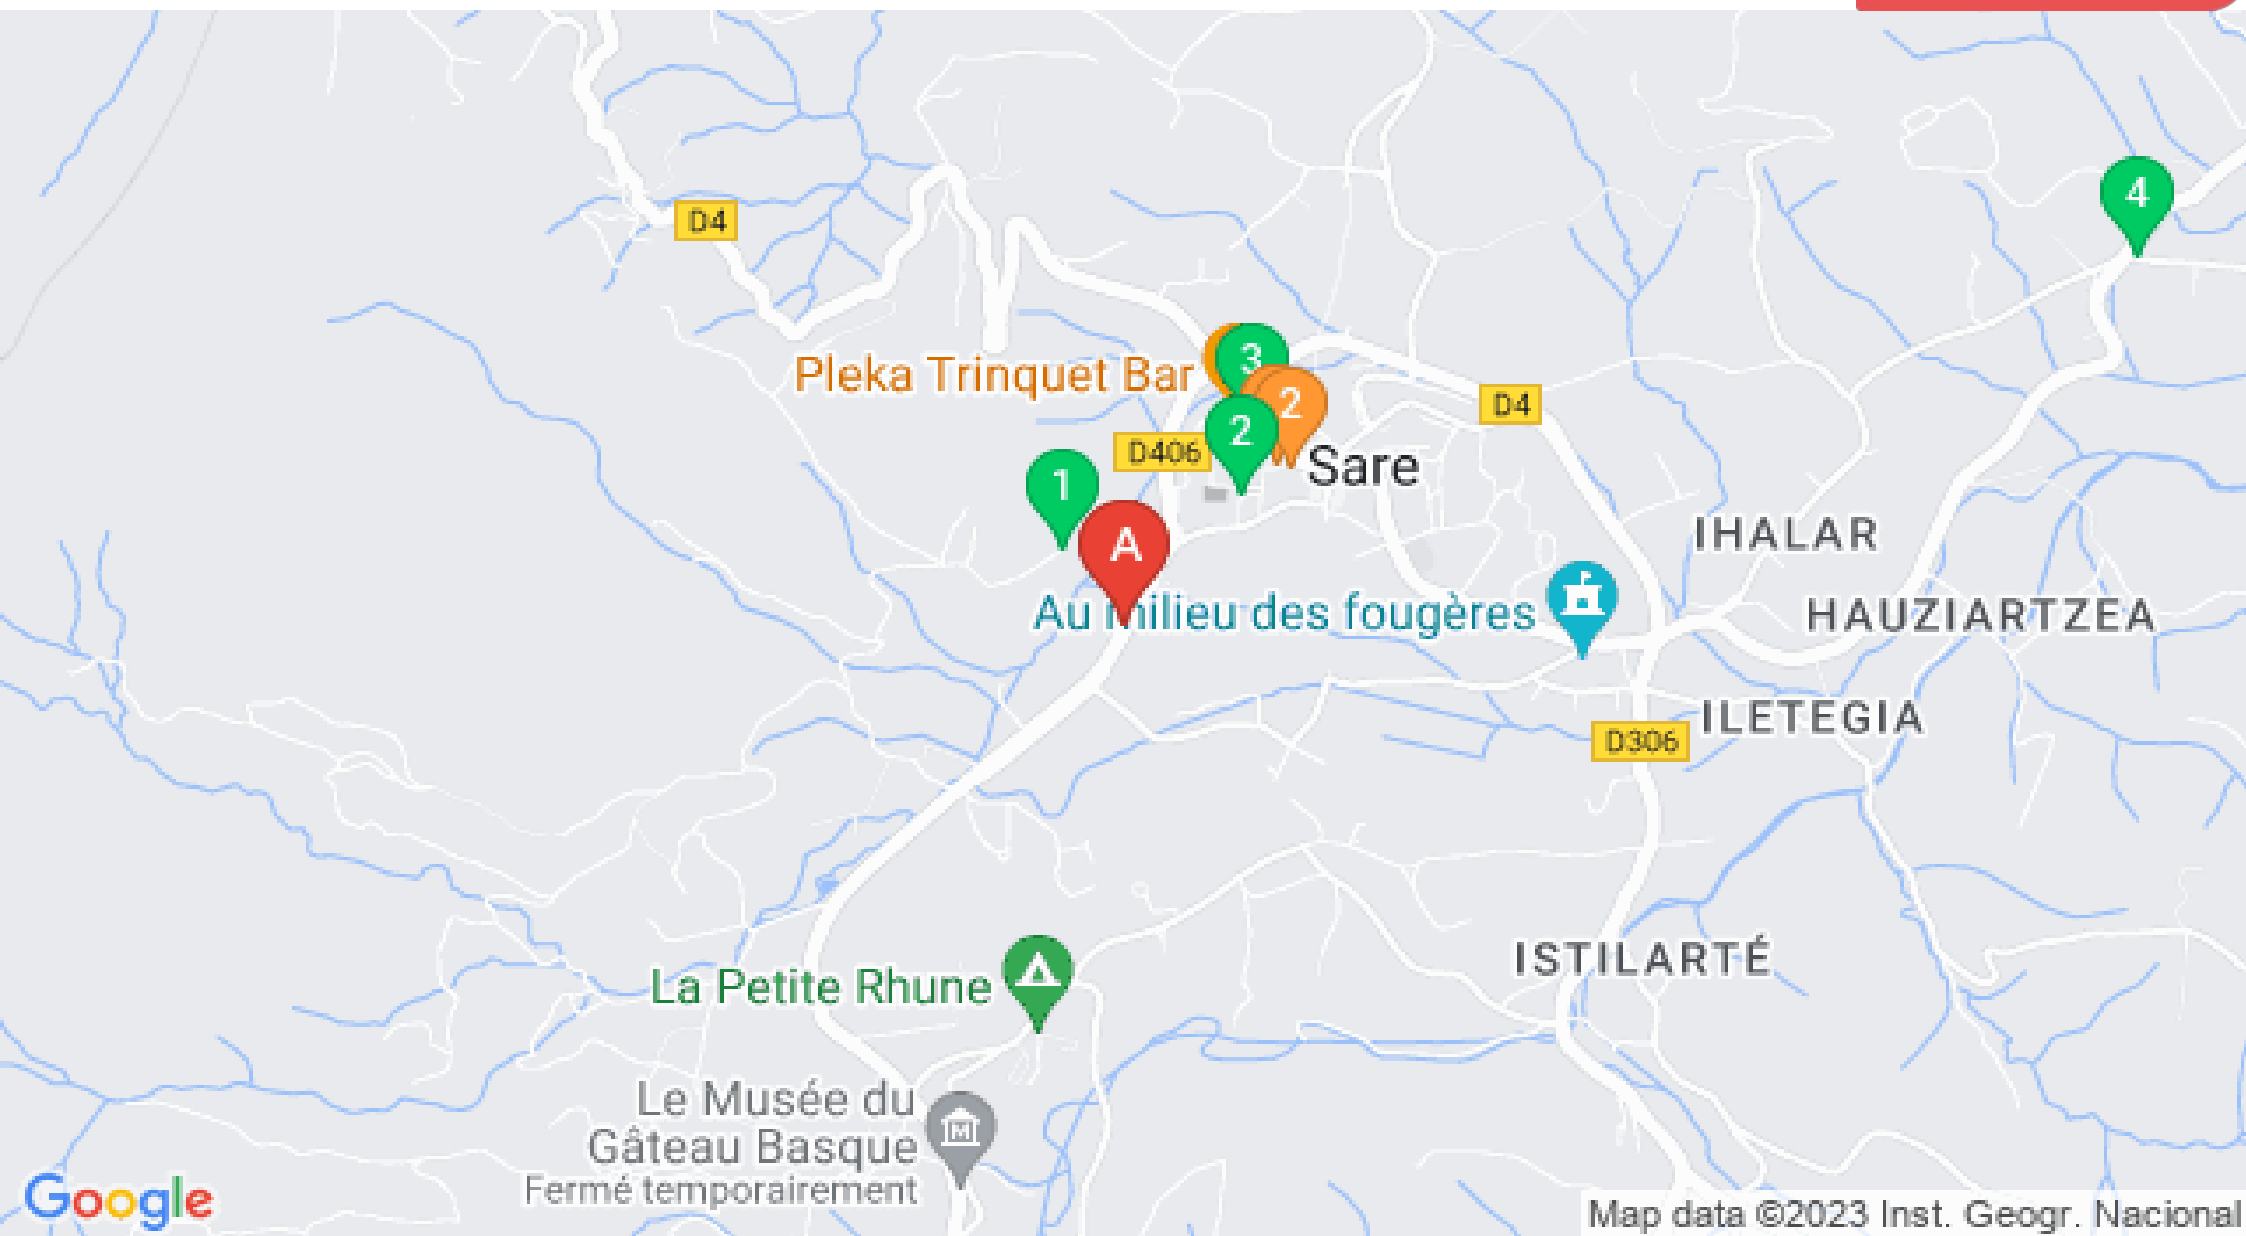 4
D4
3
Pleka Trinquet Bar
2
D4
2
D406
Sare
1
A
IHALAR
Au milieu des fougères
HAUZIARTZEA
ILETEGIA
D306
ISTILARTÉ
La Petite Rhune
Le Musée du
Gâteau Basque
Fermé temporairement
Google
Map data ©2023 Inst. Geogr. Nacional